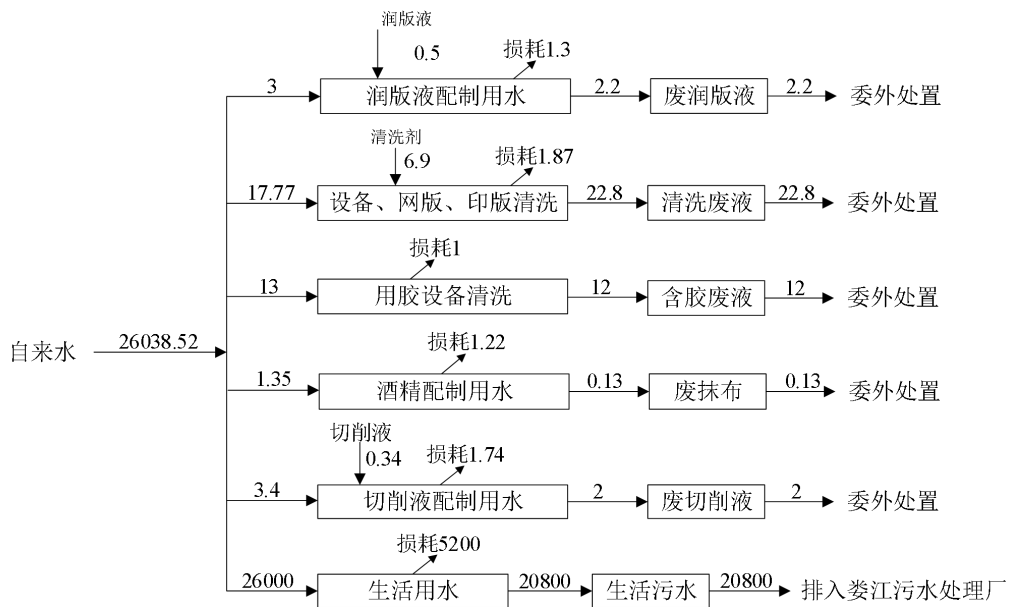 润版液
0.5
损耗1.3
3
润版液配制用水
2.2
废润版液
2.2
委外处置
清洗剂
6.9
损耗1.87
17.77
设备、网版、印版清洗
22.8
清洗废液
22.8
委外处置
损耗1
13
用胶设备清洗
12
含胶废液
12
委外处置
自来水
26038.52
损耗1.22
1.35
酒精配制用水
0.13
废抹布
0.13
委外处置
切削液
0.34
损耗1.74
3.4
切削液配制用水
2
废切削液
2
委外处置
损耗5200
26000
生活用水
20800
生活污水
20800
排入娄江污水处理厂